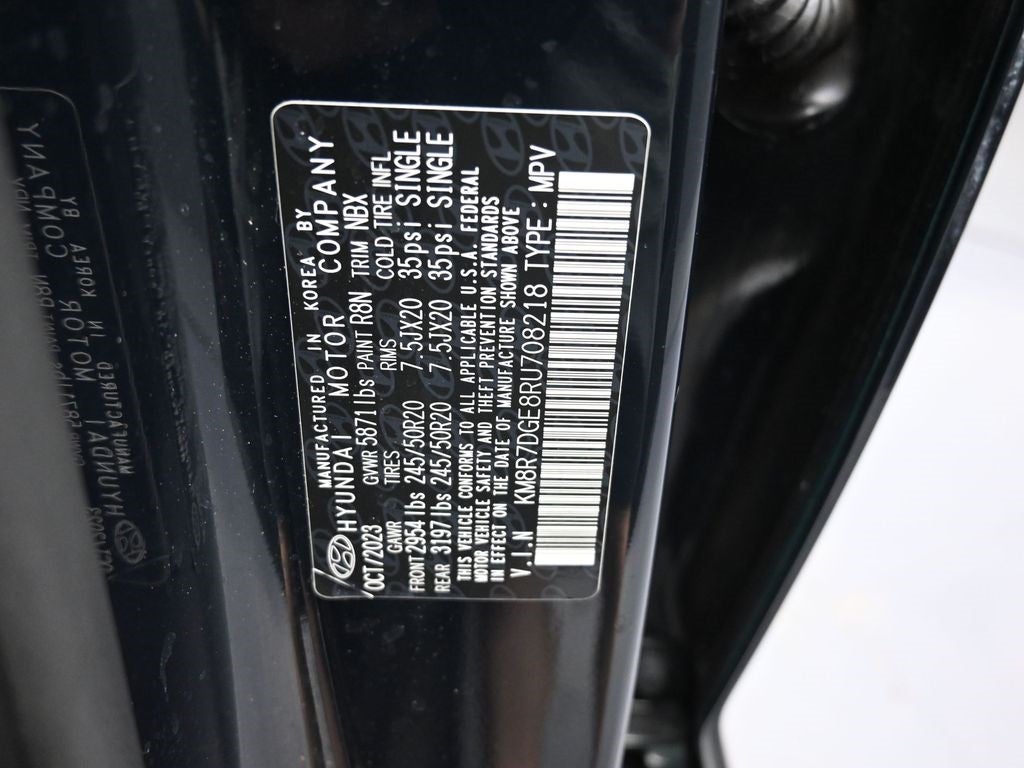 MANUFACTURED IN KOREA BY
HYUNDAI MOTOR COMPANY
OCT/2023 GVWR 5871lbs PAINT R8N TRIM NBX
GAWR TIRES RIMS COLD TIRE INFL
FRONT 2954 lbs 245/50R20 7.5JX20 35psi SINGLE
REAR 3197 lbs 245/50R20 7.5JX20 35psi SINGLE
THIS VEHICLE CONFORMS TO ALL APPLICABLE U.S.A. FEDERAL
MOTOR VEHICLE SAFETY AND THEFT PREVENTION STANDARDS
IN EFFECT ON THE DATE OF MANUFACTURE SHOWN ABOVE
V.I.N KM8R7DGE8RU708218 TYPE : MPV